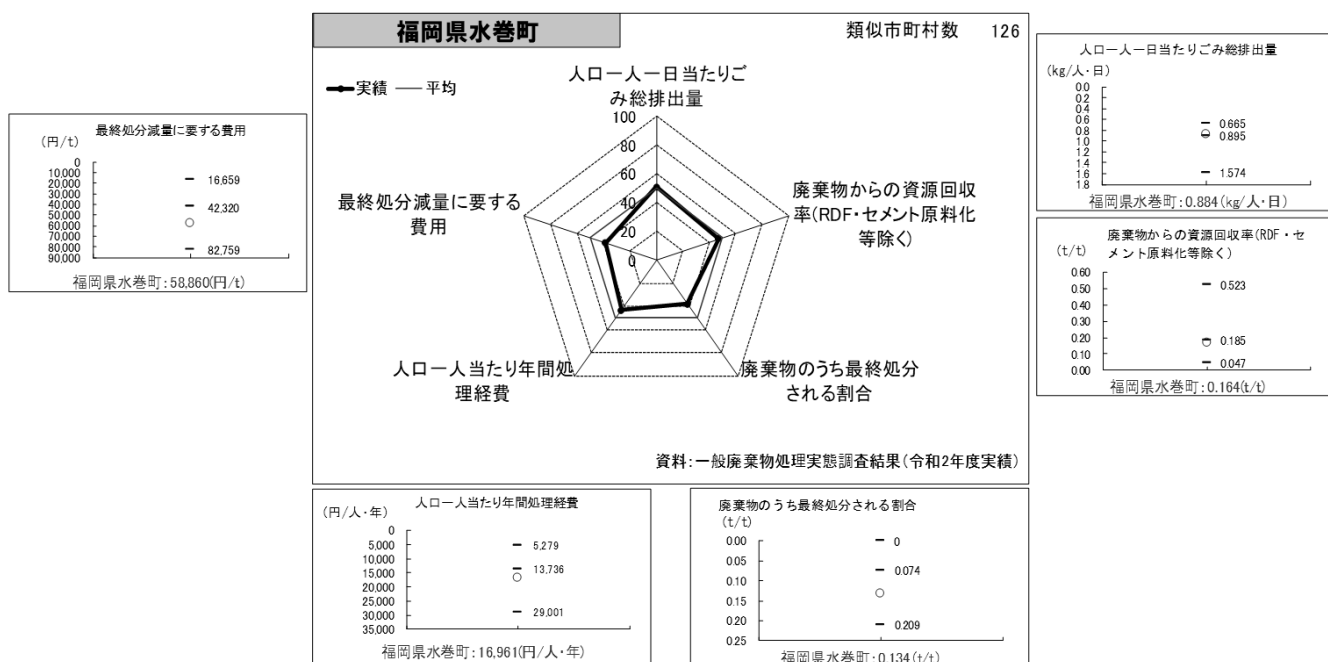 福岡県水巻町
類似市町村数 126
実績 平均
人口一人一日当たりご
み総排出量
100
80
60
40
20
0
廃棄物からの資源回収
率(RDF・セメント原料化
等除く)
廃棄物のうち最終処分
される割合
人口一人当たり年間処
理経費
最終処分減量に要する
費用
資料:一般廃棄物処理実態調査結果(令和2年度実績)
最終処分減量に要する費用
(円/t)
0
10,000
20,000
30,000
40,000
50,000
60,000
70,000
80,000
90,000
16,659
42,320
82,759
福岡県水巻町:58,860(円/t)
人口一人一日当たりごみ総排出量
(kg/人・日)
0.0
0.2
0.4
0.6
0.8
1.0
1.2
1.4
1.6
1.8
0.665
0.895
1.574
福岡県水巻町:0.884(kg/人・日)
廃棄物からの資源回収率(RDF・セ
メント原料化等除く)
(t/t)
0.60
0.50
0.40
0.30
0.20
0.10
0.00
0.523
0.185
0.047
福岡県水巻町:0.164(t/t)
人口一人当たり年間処理経費
(円/人・年)
0
5,000
10,000
15,000
20,000
25,000
30,000
35,000
5,279
13,736
29,001
福岡県水巻町:16,961(円/人・年)
廃棄物のうち最終処分される割合
(t/t)
0.00
0.05
0.10
0.15
0.20
0.25
0
0.074
0.209
福岡県水巻町:0.134(t/t)